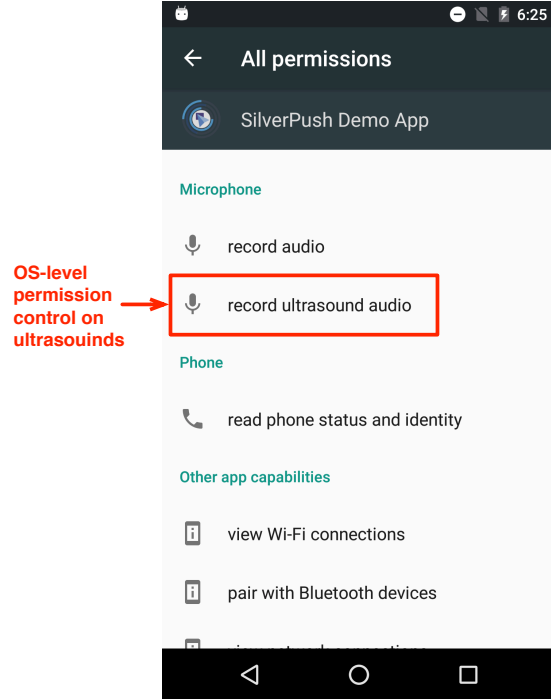 6:25
All permissions
SilverPush Demo App
Microphone
record audio
OS-level
permission
control on
ultrasouinds
record ultrasound audio
Phone
read phone status and identity
Other app capabilities
view Wi-Fi connections
pair with Bluetooth devices